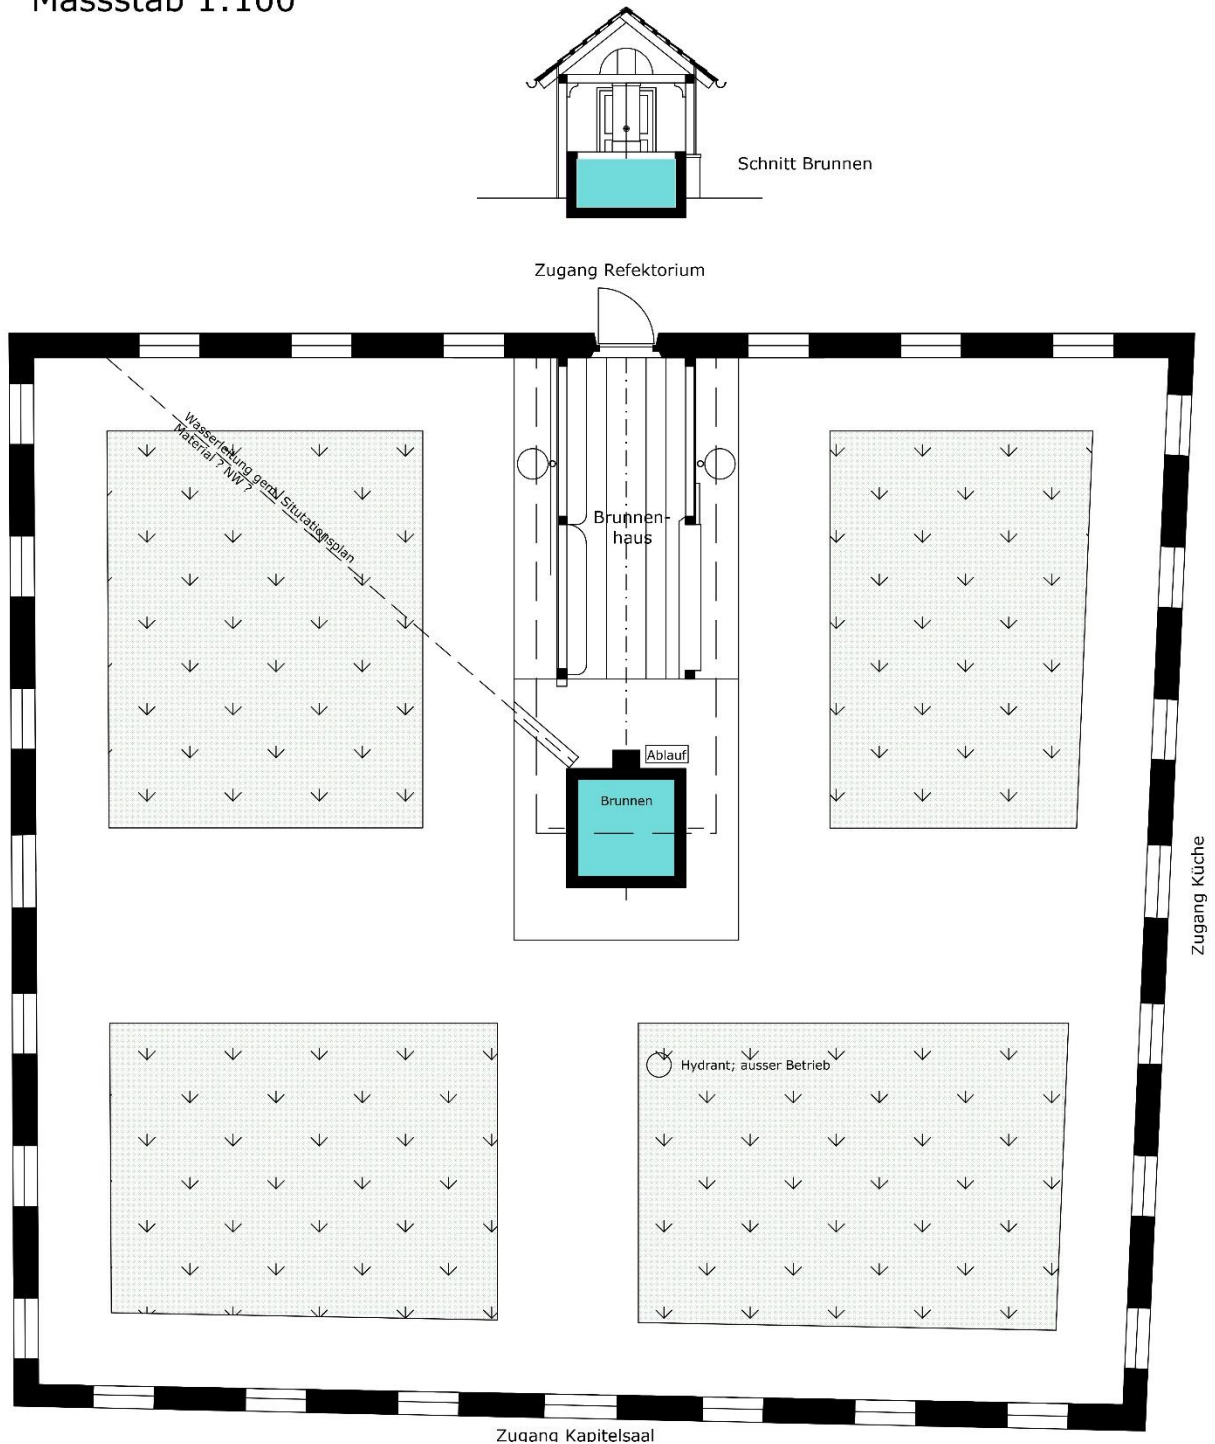 Massstab 1:100
Schnitt Brunnen
Zugang Refektorium
Wasserleitung gem. Situtationsplan
Material ? NW ?
Brunnen-
haus
Ablauf
Brunnen
Zugang Küche
Hydrant; ausser Betrieb
Zugang Kapitelsaal